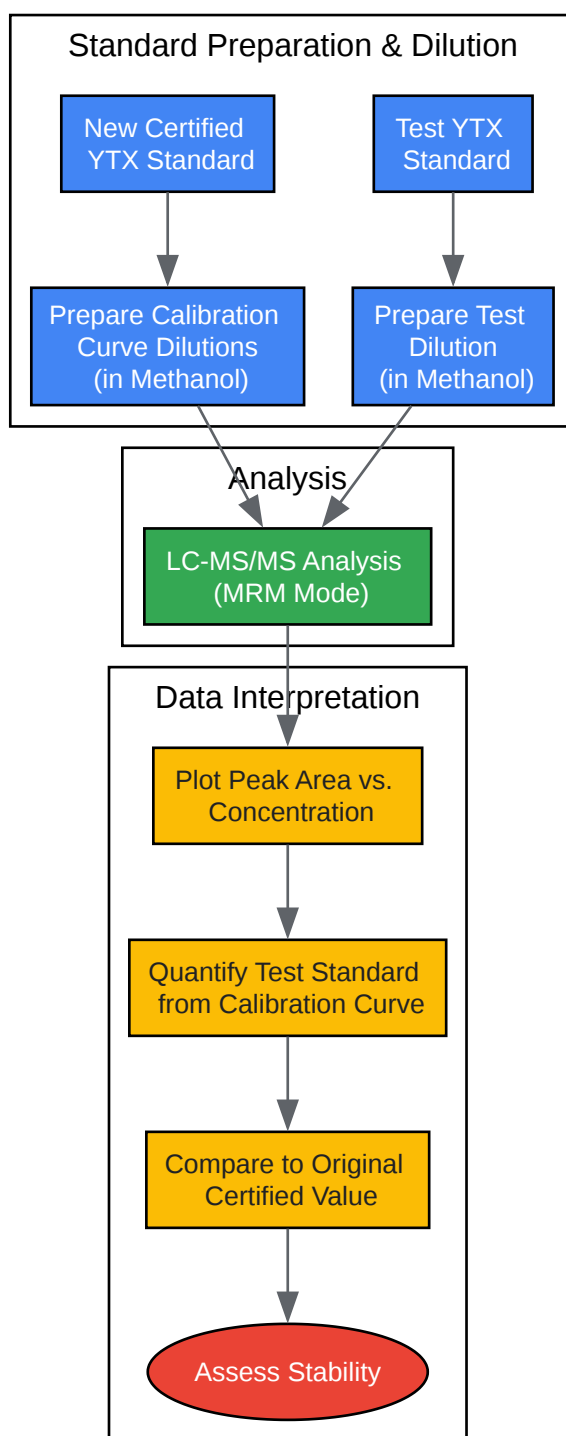 Standard Preparation & Dilution
New Certified
YTX Standard
Test YTX
Standard
Prepare Calibration
Curve Dilutions
(in Methanol)
Prepare Test
Dilution
(in Methanol)
Analysis
LC-MS/MS Analysis
(MRM Mode)
Data Interpretation
Plot Peak Area vs.
Concentration
Quantify Test Standard
from Calibration Curve
Compare to Original
Certified Value
Assess Stability